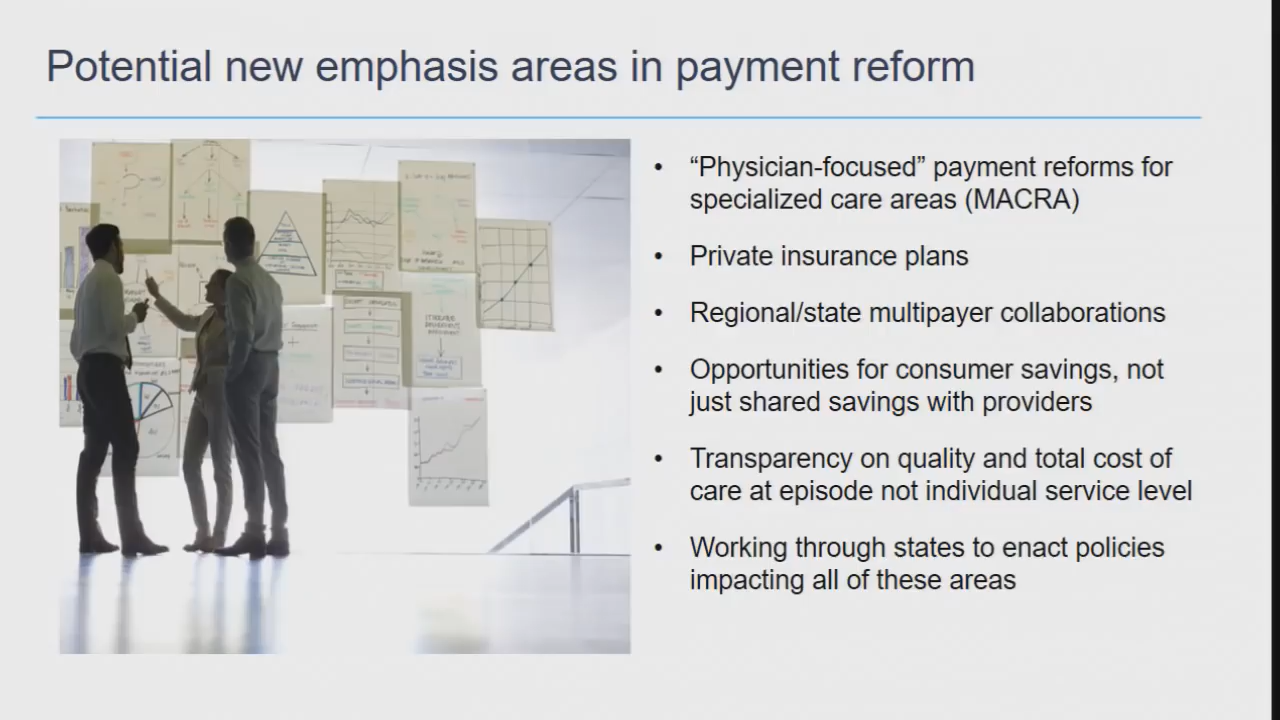 Potential new emphasis areas in payment reform
• “Physician-focused” payment reforms for
specialized care areas (MACRA)
• Private insurance plans
• Regional/state multipayer collaborations
• Opportunities for consumer savings, not
just shared savings with providers
• Transparency on quality and total cost of
care at episode not individual service level
• Working through states to enact policies
impacting all of these areas